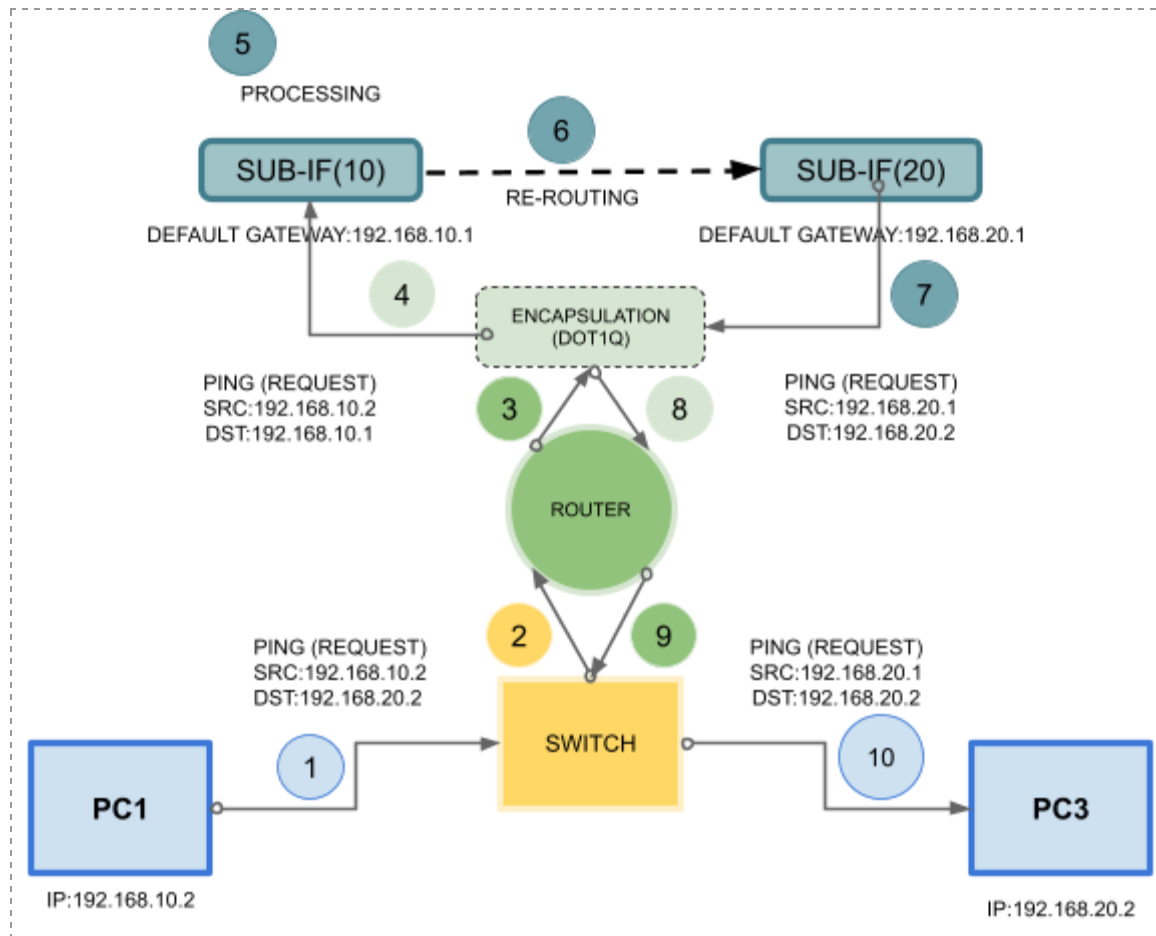 5
PROCESSING
6
SUB-IF(10)
SUB-IF(20)
RE-ROUTING
DEFAULT GATEWAY:192.168.10.1
DEFAULT GATEWAY:192.168.20.1
4
7
ENCAPSULATION
(DOT1Q)
PING (REQUEST)
SRC:192.168.10.2
DST:192.168.10.1
3
8
PING (REQUEST)
SRC:192.168.20.1
DST:192.168.20.2
ROUTER
PING (REQUEST)
SRC:192.168.10.2
DST:192.168.20.2
2
9
PING (REQUEST)
SRC:192.168.20.1
DST:192.168.20.2
SWITCH
1
10
PC1
PC3
IP:192.168.10.2
IP:192.168.20.2